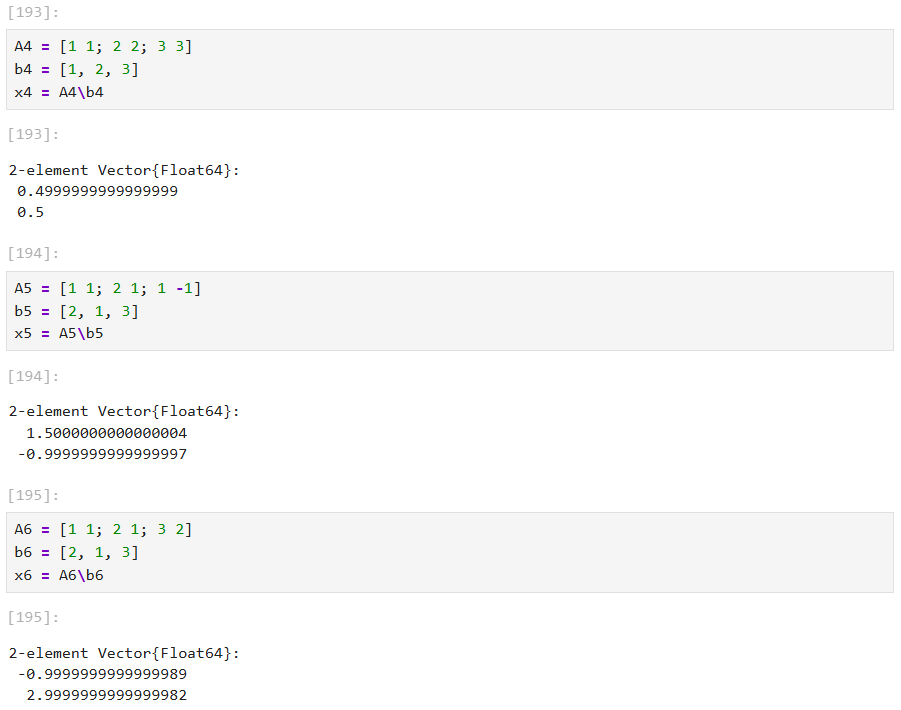 [193]:
A4 = [1 1; 2 2; 3 3]
b4 = [1, 2, 3]
x4 = A4\b4
[193]:
2-element Vector{Float64}:
0.4999999999999999
0.5
[194]:
A5 = [1 1; 2 1; 1 -1]
b5 = [2, 1, 3]
x5 = A5\b5
[194]:
2-element Vector{Float64}:
1.5000000000000004
-0.9999999999999997
[195]:
A6 = [1 1; 2 1; 3 2]
b6 = [2, 1, 3]
x6 = A6\b6
[195]:
2-element Vector{Float64}:
-0.9999999999999989
2.9999999999999982